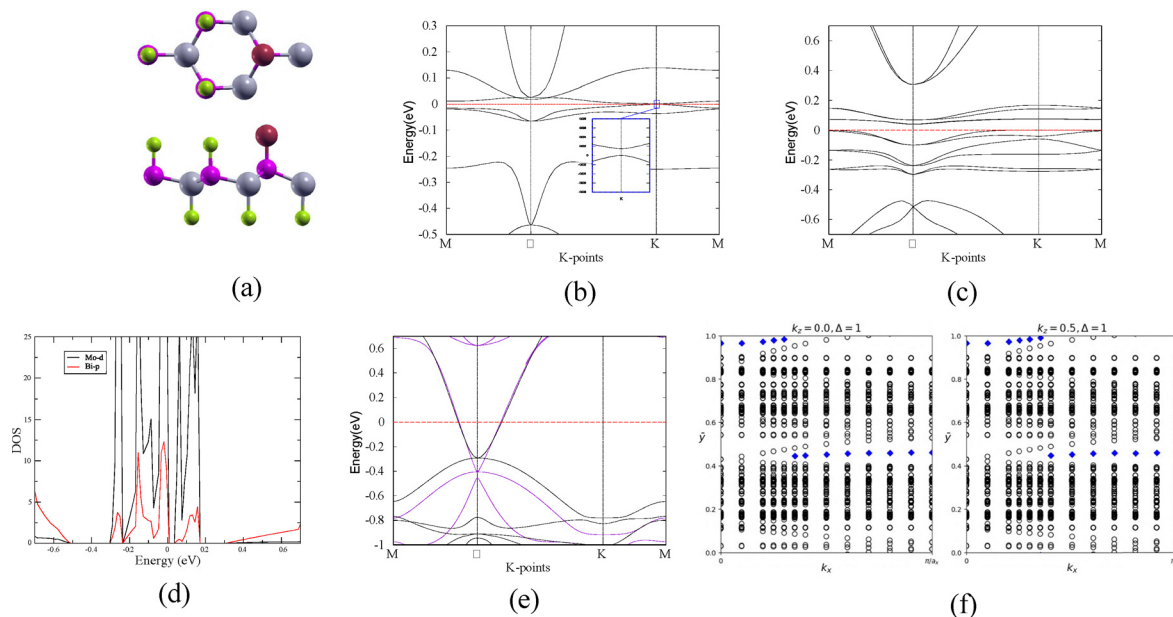 (a)
0.3
0.2
0.1
0
-0.1
-0.2
-0.3
-0.4
-0.5
Energy(eV)
K
M
□
K
M
K-points
(b)
0.6
0.4
0.2
0
-0.2
-0.4
-0.6
Energy(eV)
M
□
K
M
K-points
(c)
25
20
15
10
5
0
DOS
Mo-d
Bi-p
-0.6
-0.4
-0.2
0
0.2
0.4
0.6
Energy (eV)
(d)
0.6
0.4
0.2
0
-0.2
-0.4
-0.6
-0.8
-1
Energy(eV)
M
□
K
M
K-points
(e)
k_z = 0.0, Δ = 1
1.0
0.8
0.6
0.4
0.2
0.0
ȳ
0
k_x
π/a_x
k_z = 0.5, Δ = 1
1.0
0.8
0.6
0.4
0.2
0.0
ȳ
0
k_x
(f)